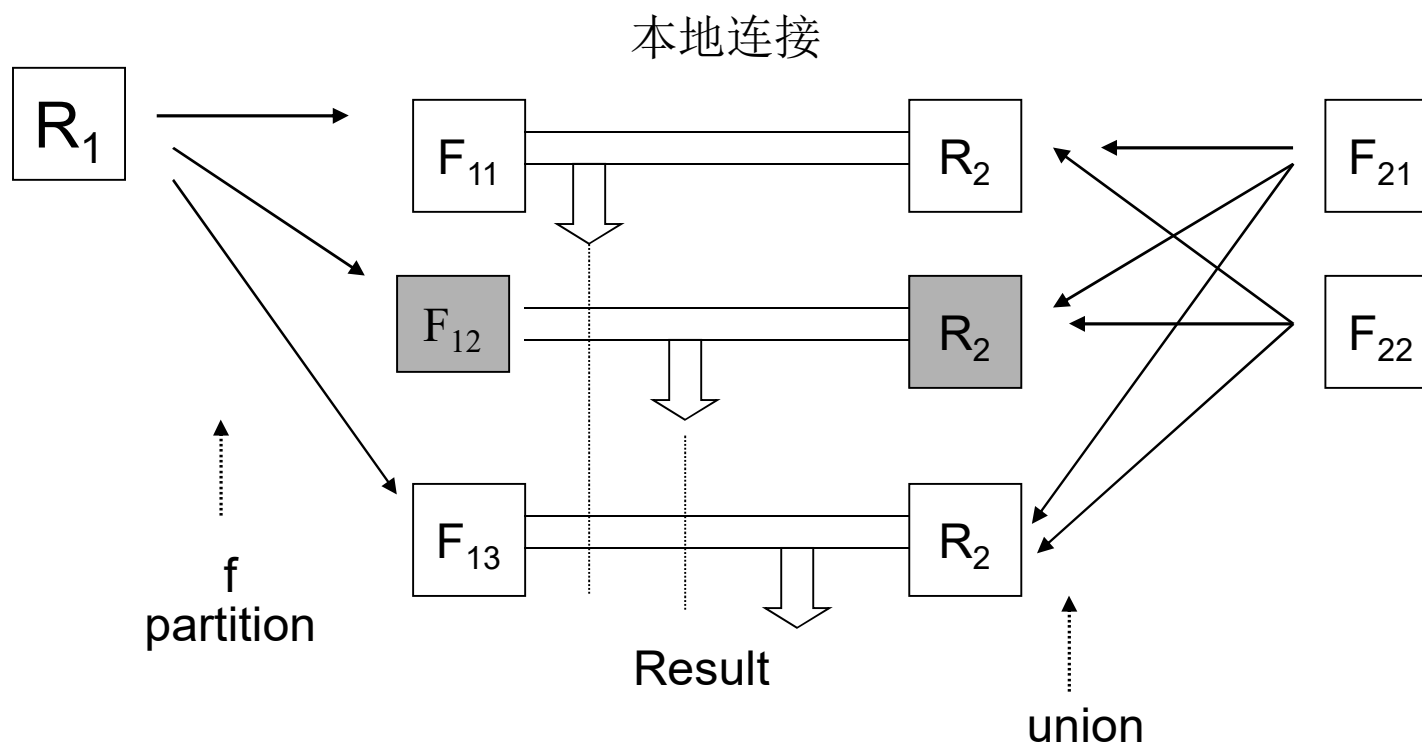 本地连接
R₁
F₁₁
R₂
F₂₁
F₁₂
R₂
F₂₂
F₁₃
R₂
f
partition
Result
union